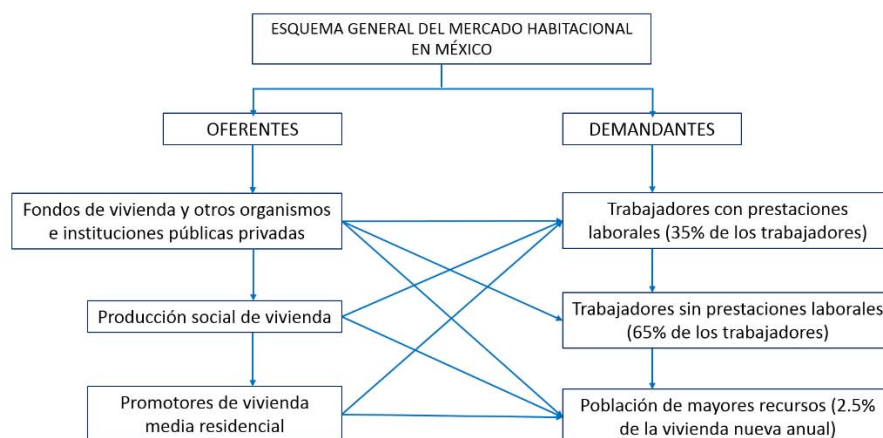 ESQUEMA GENERAL DEL MERCADO HABITACIONAL
EN MÉXICO
OFERENTES
DEMANDANTES
Fondos de vivienda y otros organismos
e instituciones públicas privadas
Trabajadores con prestaciones
laborales (35% de los trabajadores)
Producción social de vivienda
Trabajadores sin prestaciones laborales
(65% de los trabajadores)
Promotores de vivienda
media residencial
Población de mayores recursos (2.5%
de la vivienda nueva anual)